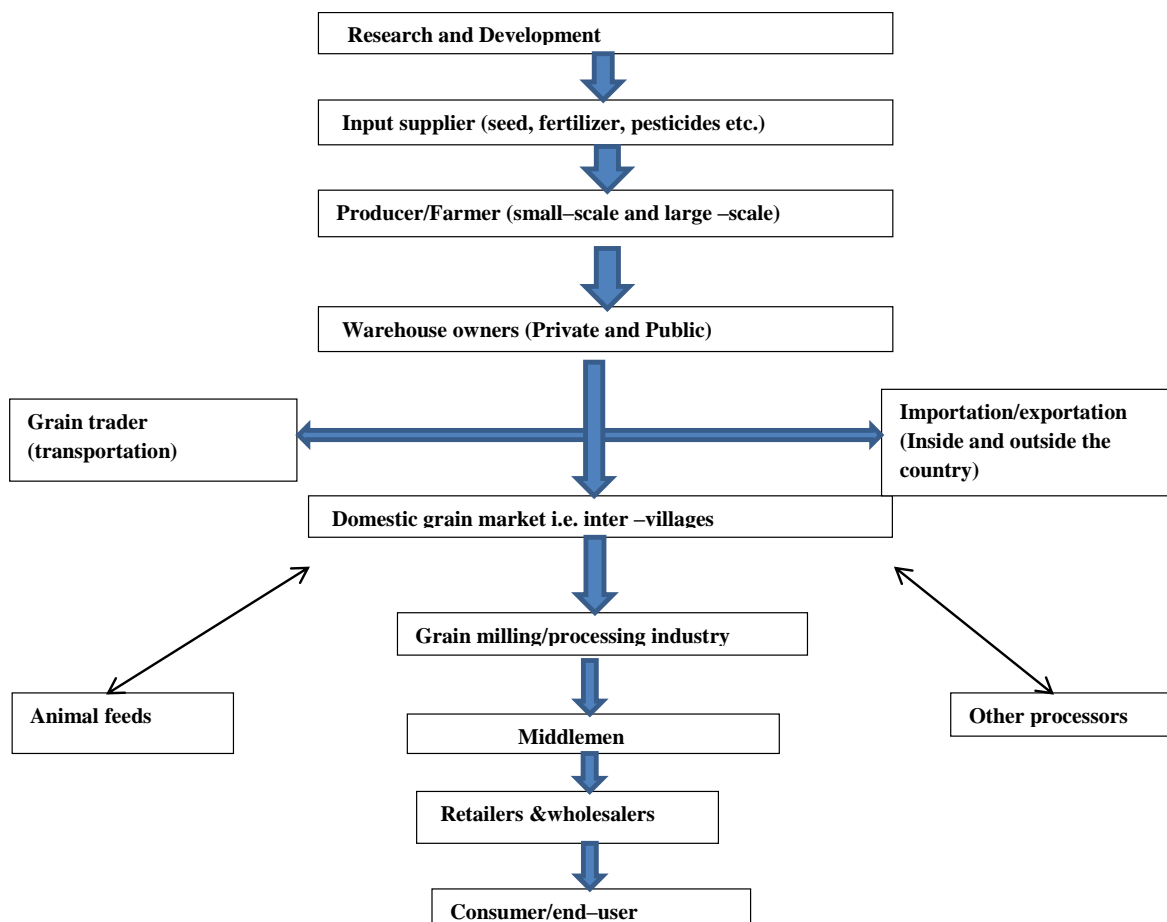 Research and Development
Input supplier (seed, fertilizer, pesticides etc.)
Producer/Farmer (small–scale and large –scale)
Warehouse owners (Private and Public)
Grain trader
(transportation)
Importation/exportation
(Inside and outside the
country)
Domestic grain market i.e. inter –villages
Grain milling/processing industry
Animal feeds
Other processors
Middlemen
Retailers &wholesalers
Consumer/end–user